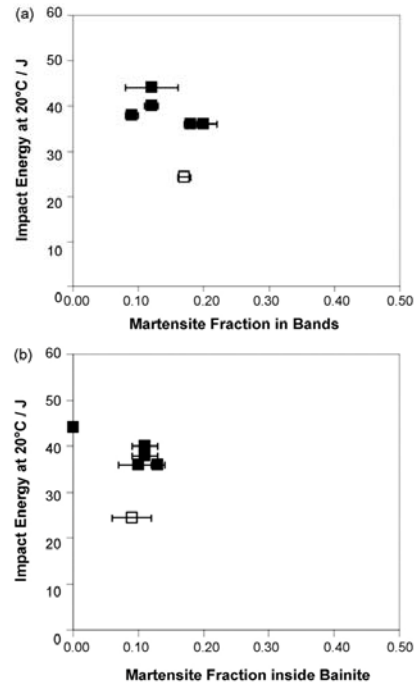 (a)
60
50
40
30
20
10
0
Impact Energy at 20°C / J
0.00 0.10 0.20 0.30 0.40 0.50
Martensite Fraction in Bands
(b)
60
50
40
30
20
10
0
Impact Energy at 20°C / J
0.00 0.10 0.20 0.30 0.40 0.50
Martensite Fraction inside Bainite